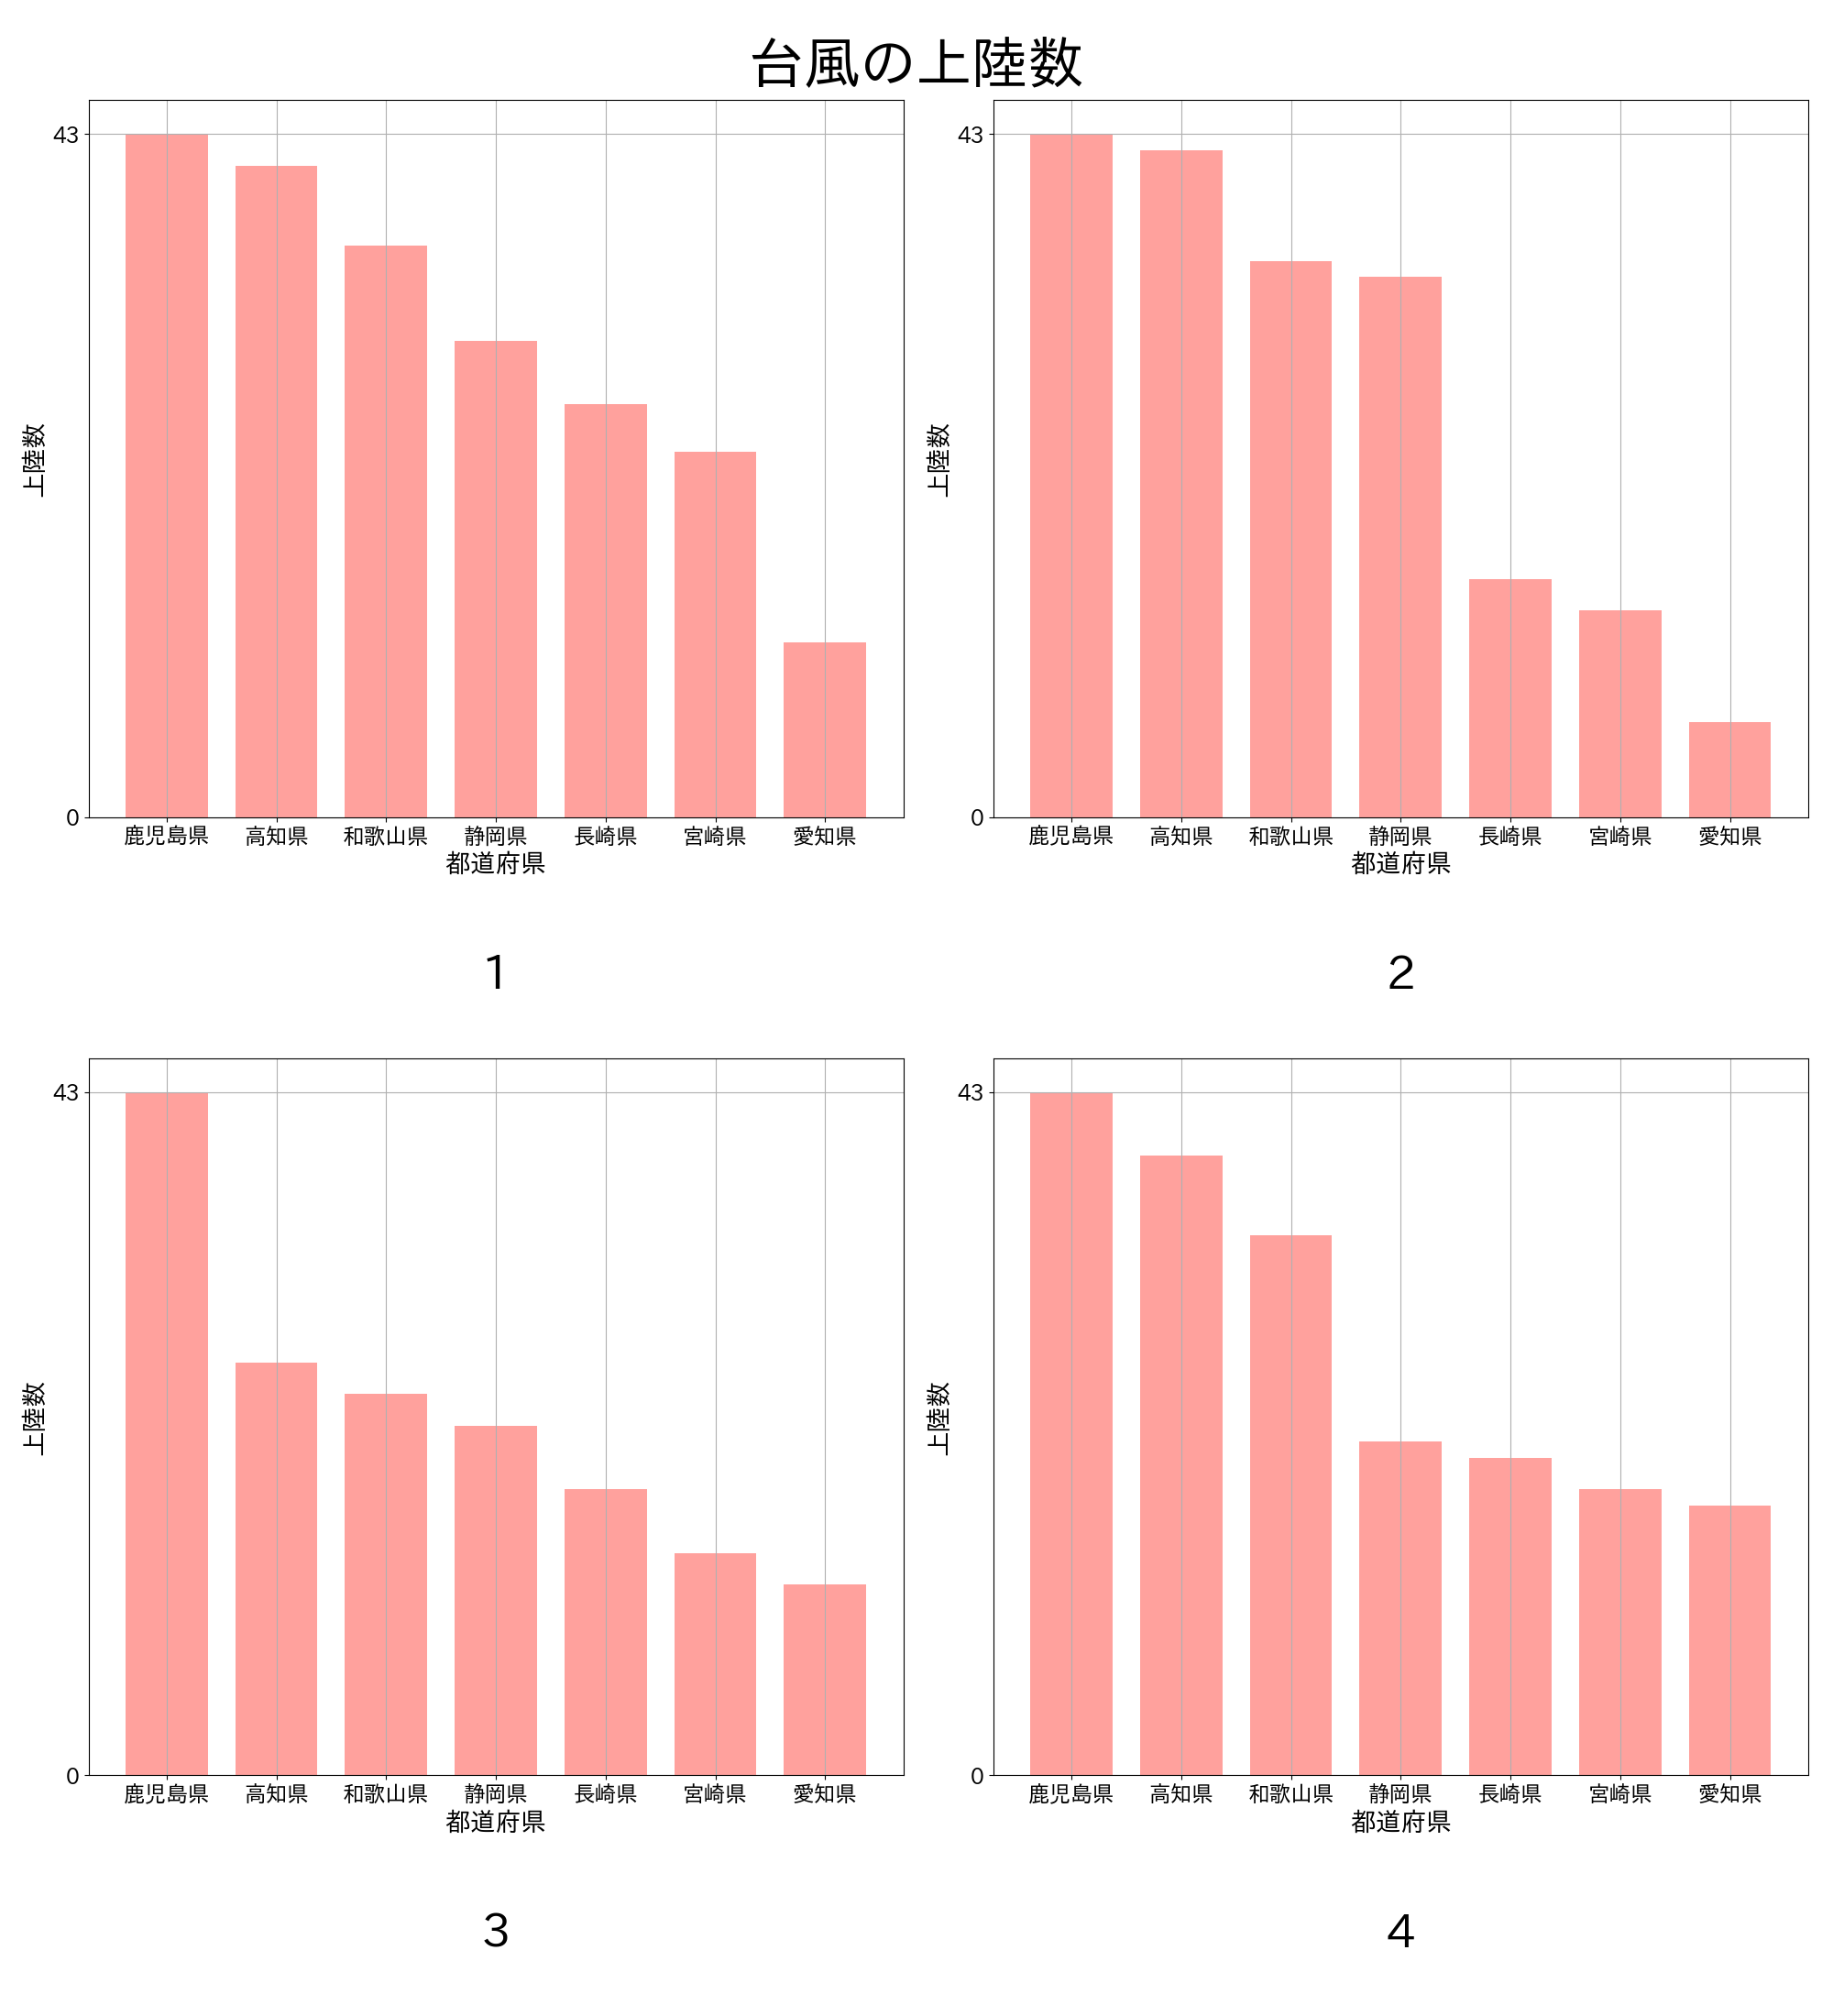 台風の上陸数
43
0
上陸数
鹿児島県 高知県 和歌山県 静岡県 長崎県 宮崎県 愛知県
都道府県
1
43
0
上陸数
鹿児島県 高知県 和歌山県 静岡県 長崎県 宮崎県 愛知県
都道府県
2
43
0
上陸数
鹿児島県 高知県 和歌山県 静岡県 長崎県 宮崎県 愛知県
都道府県
3
43
0
上陸数
鹿児島県 高知県 和歌山県 静岡県 長崎県 宮崎県 愛知県
都道府県
4